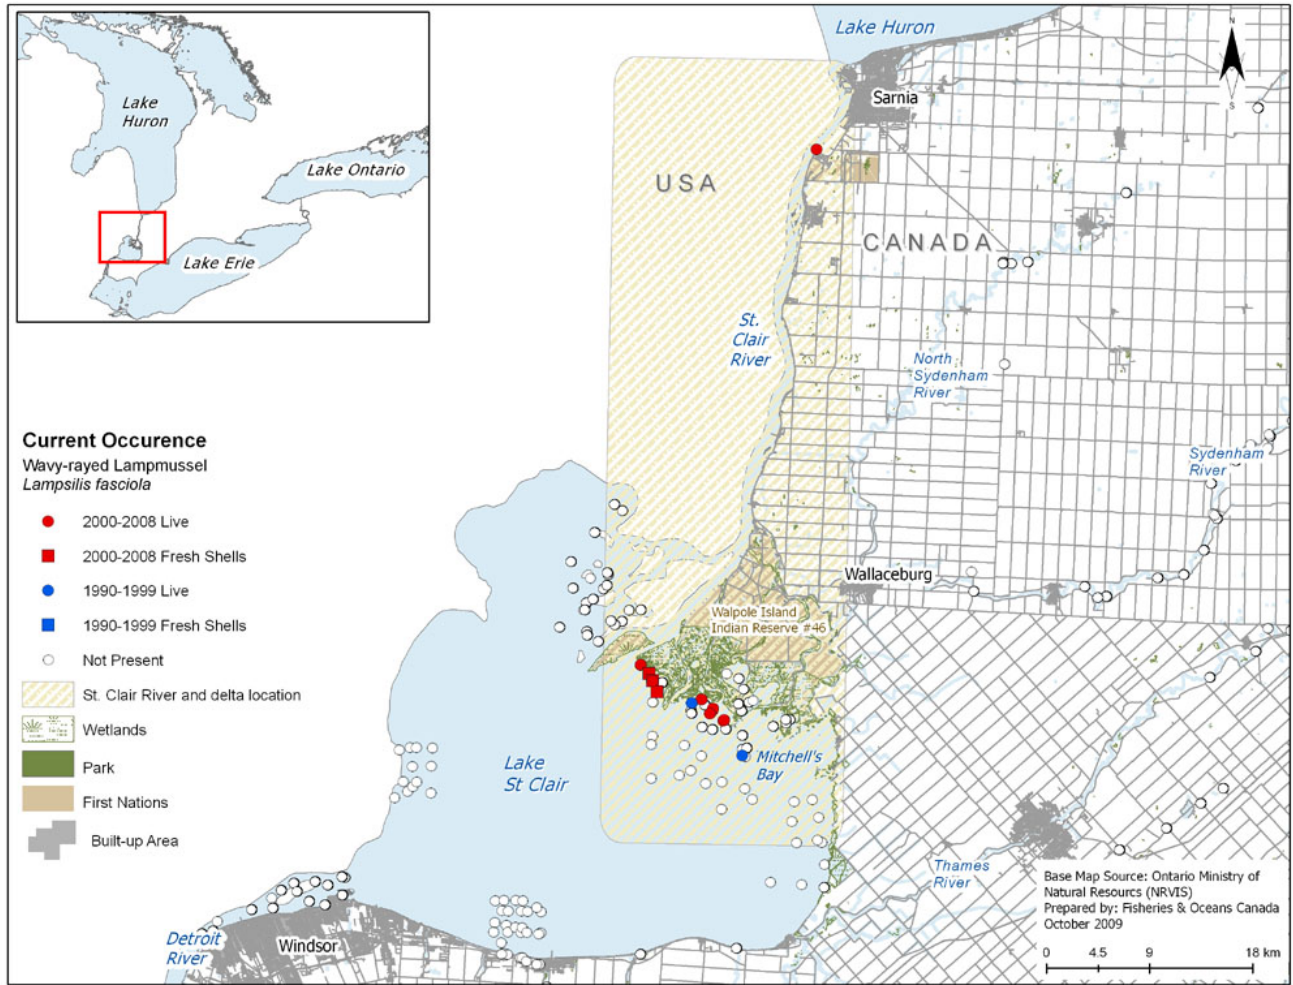 Lake
Huron
Lake Ontario
Lake Erie
Lake Huron
N
S
Sarnia
USA
CANADA
St.
Clair
River
North
Sydenham
River
Sydenham
River
Wallaceburg
Walpole Island
Indian Reserve #46
Current Occurence
Wavy-rayed Lampmussel
Lampsilis fasciola
2000-2008 Live
2000-2008 Fresh Shells
1990-1999 Live
1990-1999 Fresh Shells
Not Present
St. Clair River and delta location
Wetlands
Park
First Nations
Built-up Area
Lake
St Clair
Mitchell's
Bay
Thames
River
Detroit
River
Windsor
Base Map Source: Ontario Ministry of
Natural Resourcs (NRVIS)
Prepared by: Fisheries & Oceans Canada
October 2009
0 4.5 9 18 km